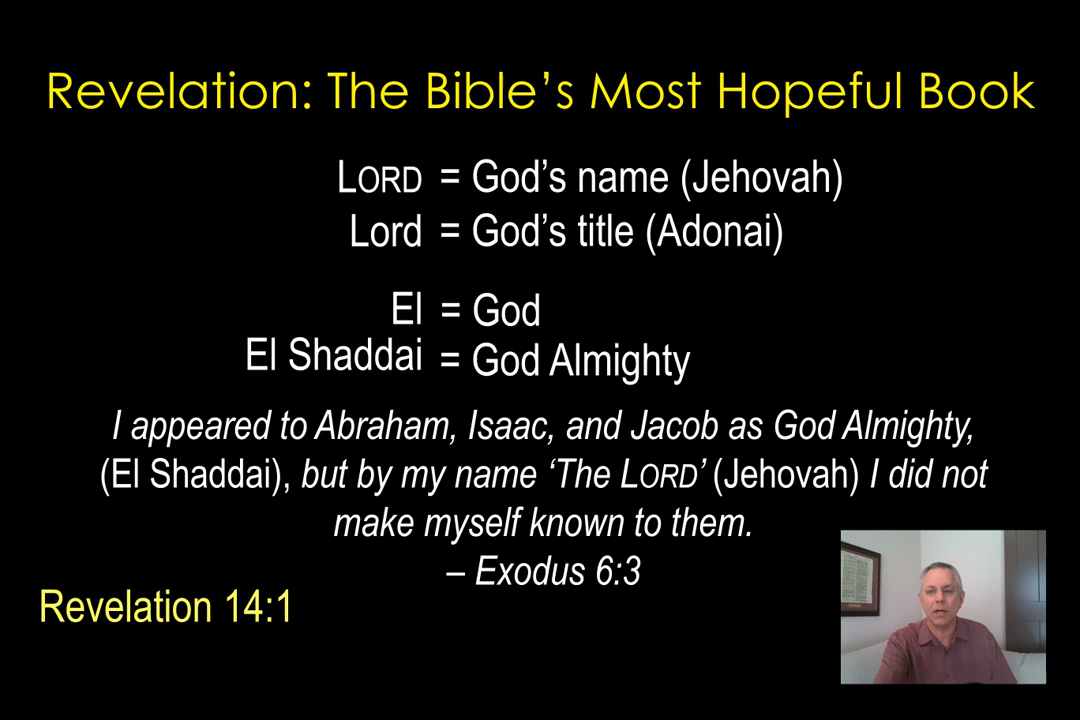 Revelation: The Bible’s Most Hopeful Book
LORD = God’s name (Jehovah)
Lord = God’s title (Adonai)
El = God
El Shaddai = God Almighty
I appeared to Abraham, Isaac, and Jacob as God Almighty,
(El Shaddai), but by my name ‘The LORD’ (Jehovah) I did not
make myself known to them.
– Exodus 6:3
Revelation 14:1